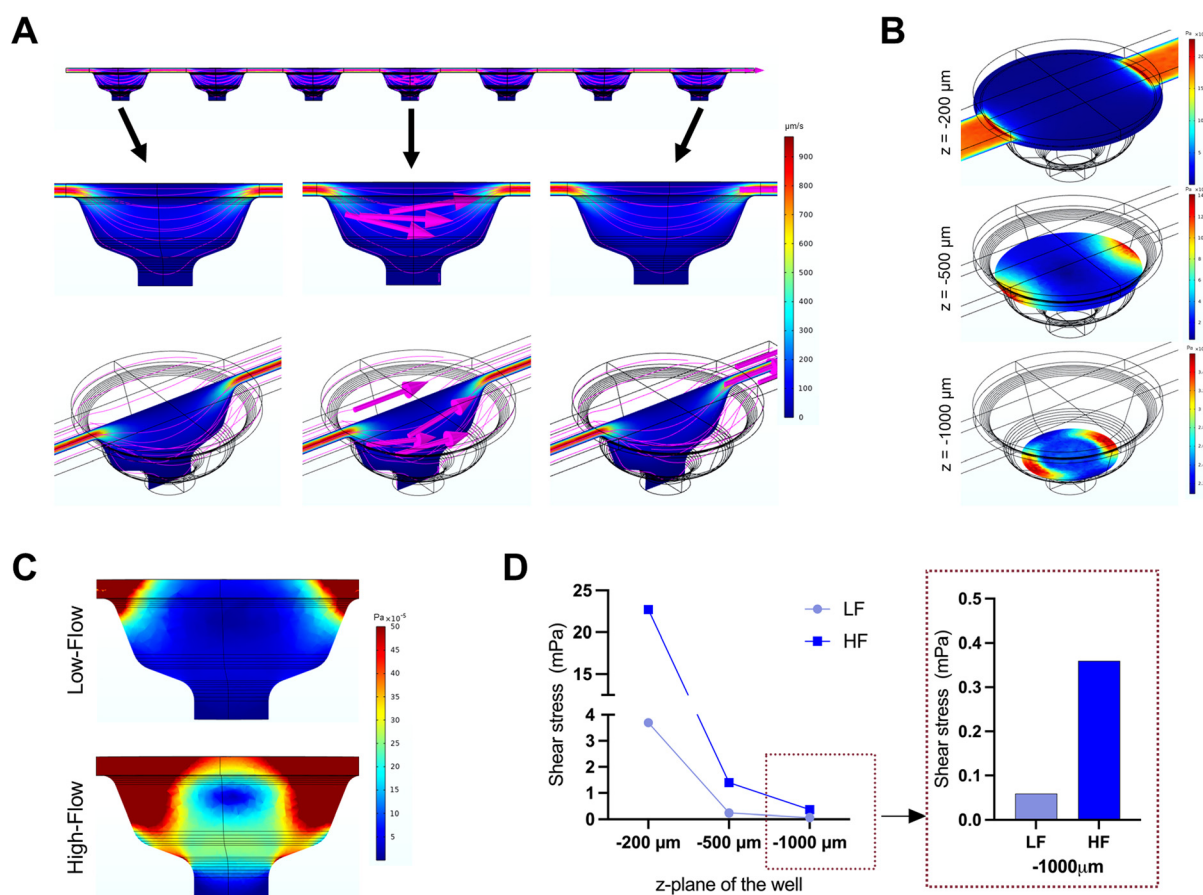 A
µm/s
900
800
700
600
500
400
300
200
100
0
B
z = -200 µm
z = -500 µm
z = -1000 µm
C
Low-Flow
High-Flow
Pa ×10⁻⁵
50
45
40
35
30
25
20
15
10
5
D
Shear stress (mPa)
25
20
15
4
3
2
1
0
LF
HF
-200 µm
-500 µm
-1000 µm
z-plane of the well
Shear stress (mPa)
0.5
0.4
0.3
0.2
0.1
0.0
LF
HF
-1000µm